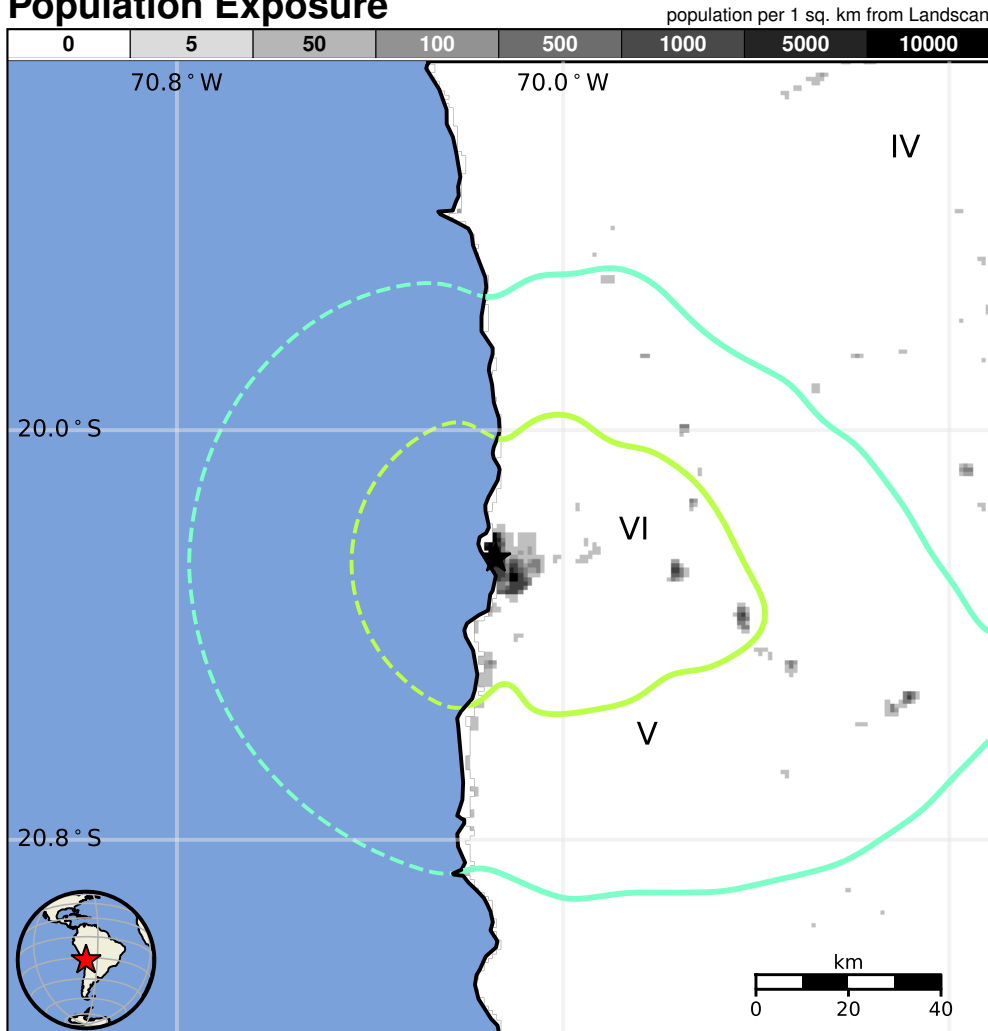 Population Exposure
population per 1 sq. km from Landscan
0 5 50 100 500 1000 5000 10000
70.8°W 70.0°W
IV
20.0°S
VI
V
20.8°S
km
0 20 40